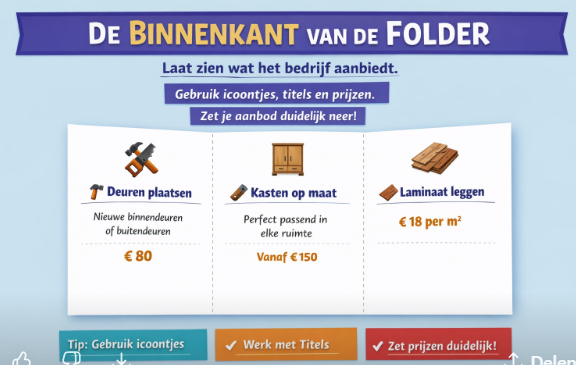 De Binnenkant van de Folder
Laat zien wat het bedrijf aanbiedt.
Gebruik icoontjes, titels en prijzen.
Zet je aanbod duidelijk neer!
Deuren plaatsen
Nieuwe binnendeuren
of buitendeuren
€ 80
Kasten op maat
Perfect passend in
elke ruimte
Vanaf € 150
Laminaat leggen
€ 18 per m²
Tip: Gebruik icoontjes
✓ Werk met Titels
✓ Zet prijzen duidelijk!
Delen